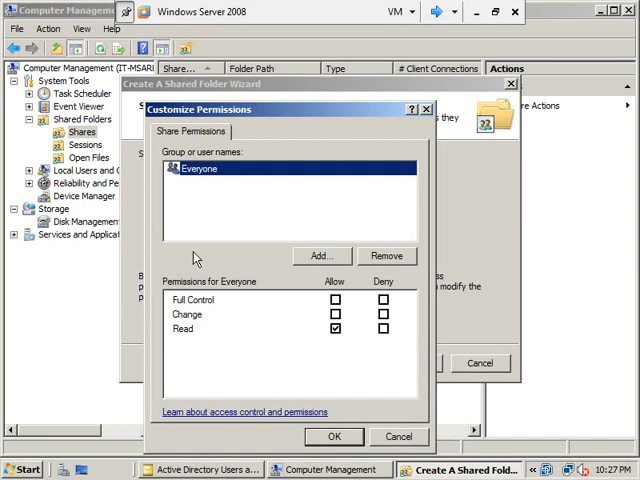 Computer Management (IT-MSAR
Windows Server 2008
VM
File Action View Help
Computer Management (IT-MSARI
Share...
Folder Path
Type
# Client Connections
Actions
System Tools
Task Scheduler
Event Viewer
Shared Folders
Shares
Sessions
Open Files
Local Users and G
Reliability and Pe
Device Manager
Storage
Disk Management
Services and Applicat
Create A Shared Folder Wizard
s they
e Actions
S
B
p
s
modify the
Cancel
Customize Permissions
Share Permissions
Group or user names:
Everyone
Add...
Remove
Permissions for Everyone
Allow
Deny
Full Control
Change
Read
Learn about access control and permissions
OK
Cancel
Start
Active Directory Users a...
Computer Management
Create A Shared Fold...
10:27 PM